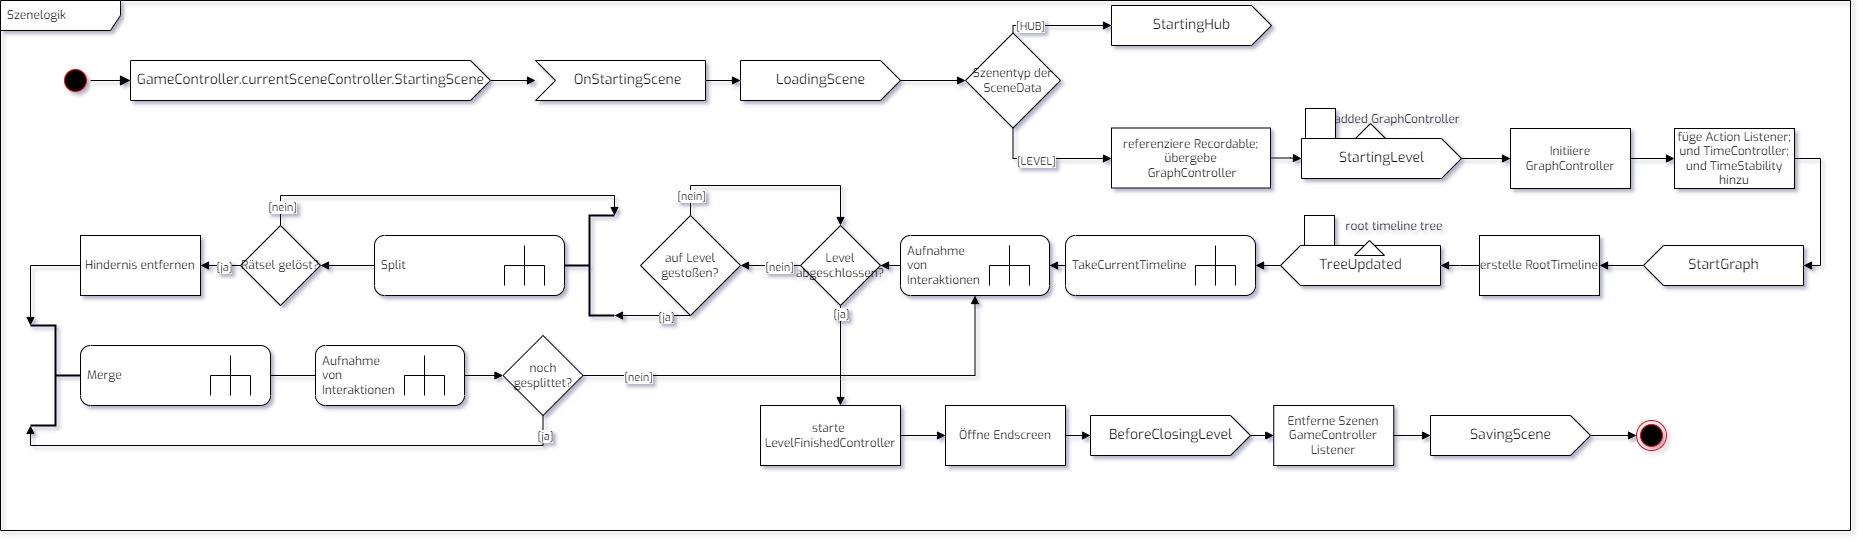 Szenelogik
[HUB]
StartingHub
GameController.currentSceneController.StartingScene
OnStartingScene
LoadingScene
Szenentyp der
SceneData
[LEVEL]
referenziere Recordable;
übergebe
GraphController
added GraphController
StartingLevel
Initiiere
GraphController
füge Action Listener;
und TimeController;
und TimeStability
hinzu
StartGraph
erstelle RootTimeline
root timeline tree
TreeUpdated
TakeCurrentTimeline
Aufnahme
von
Interaktionen
Level
abgeschlossen?
[nein]
[nein]
auf Level
gestoßen?
[ja]
[ja]
Split
[nein]
Rätsel gelöst?
[ja]
Hindernis entfernen
Merge
Aufnahme
von
Interaktionen
noch
gesplittet?
[nein]
[ja]
starte
LevelFinishedController
Öffne Endscreen
BeforeClosingLevel
Entferne Szenen
GameController
Listener
SavingScene